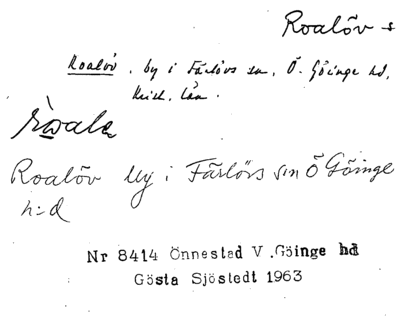 Roalöv s
Roalöv, by i Färlövs sn, Ö. Göinge hd,
Krist. län.
Roalöv by i Färlövs sn Ö Göinge
h:d
Nr 8414 Önnestad V.Göinge hd
Gösta Sjöstedt 1963